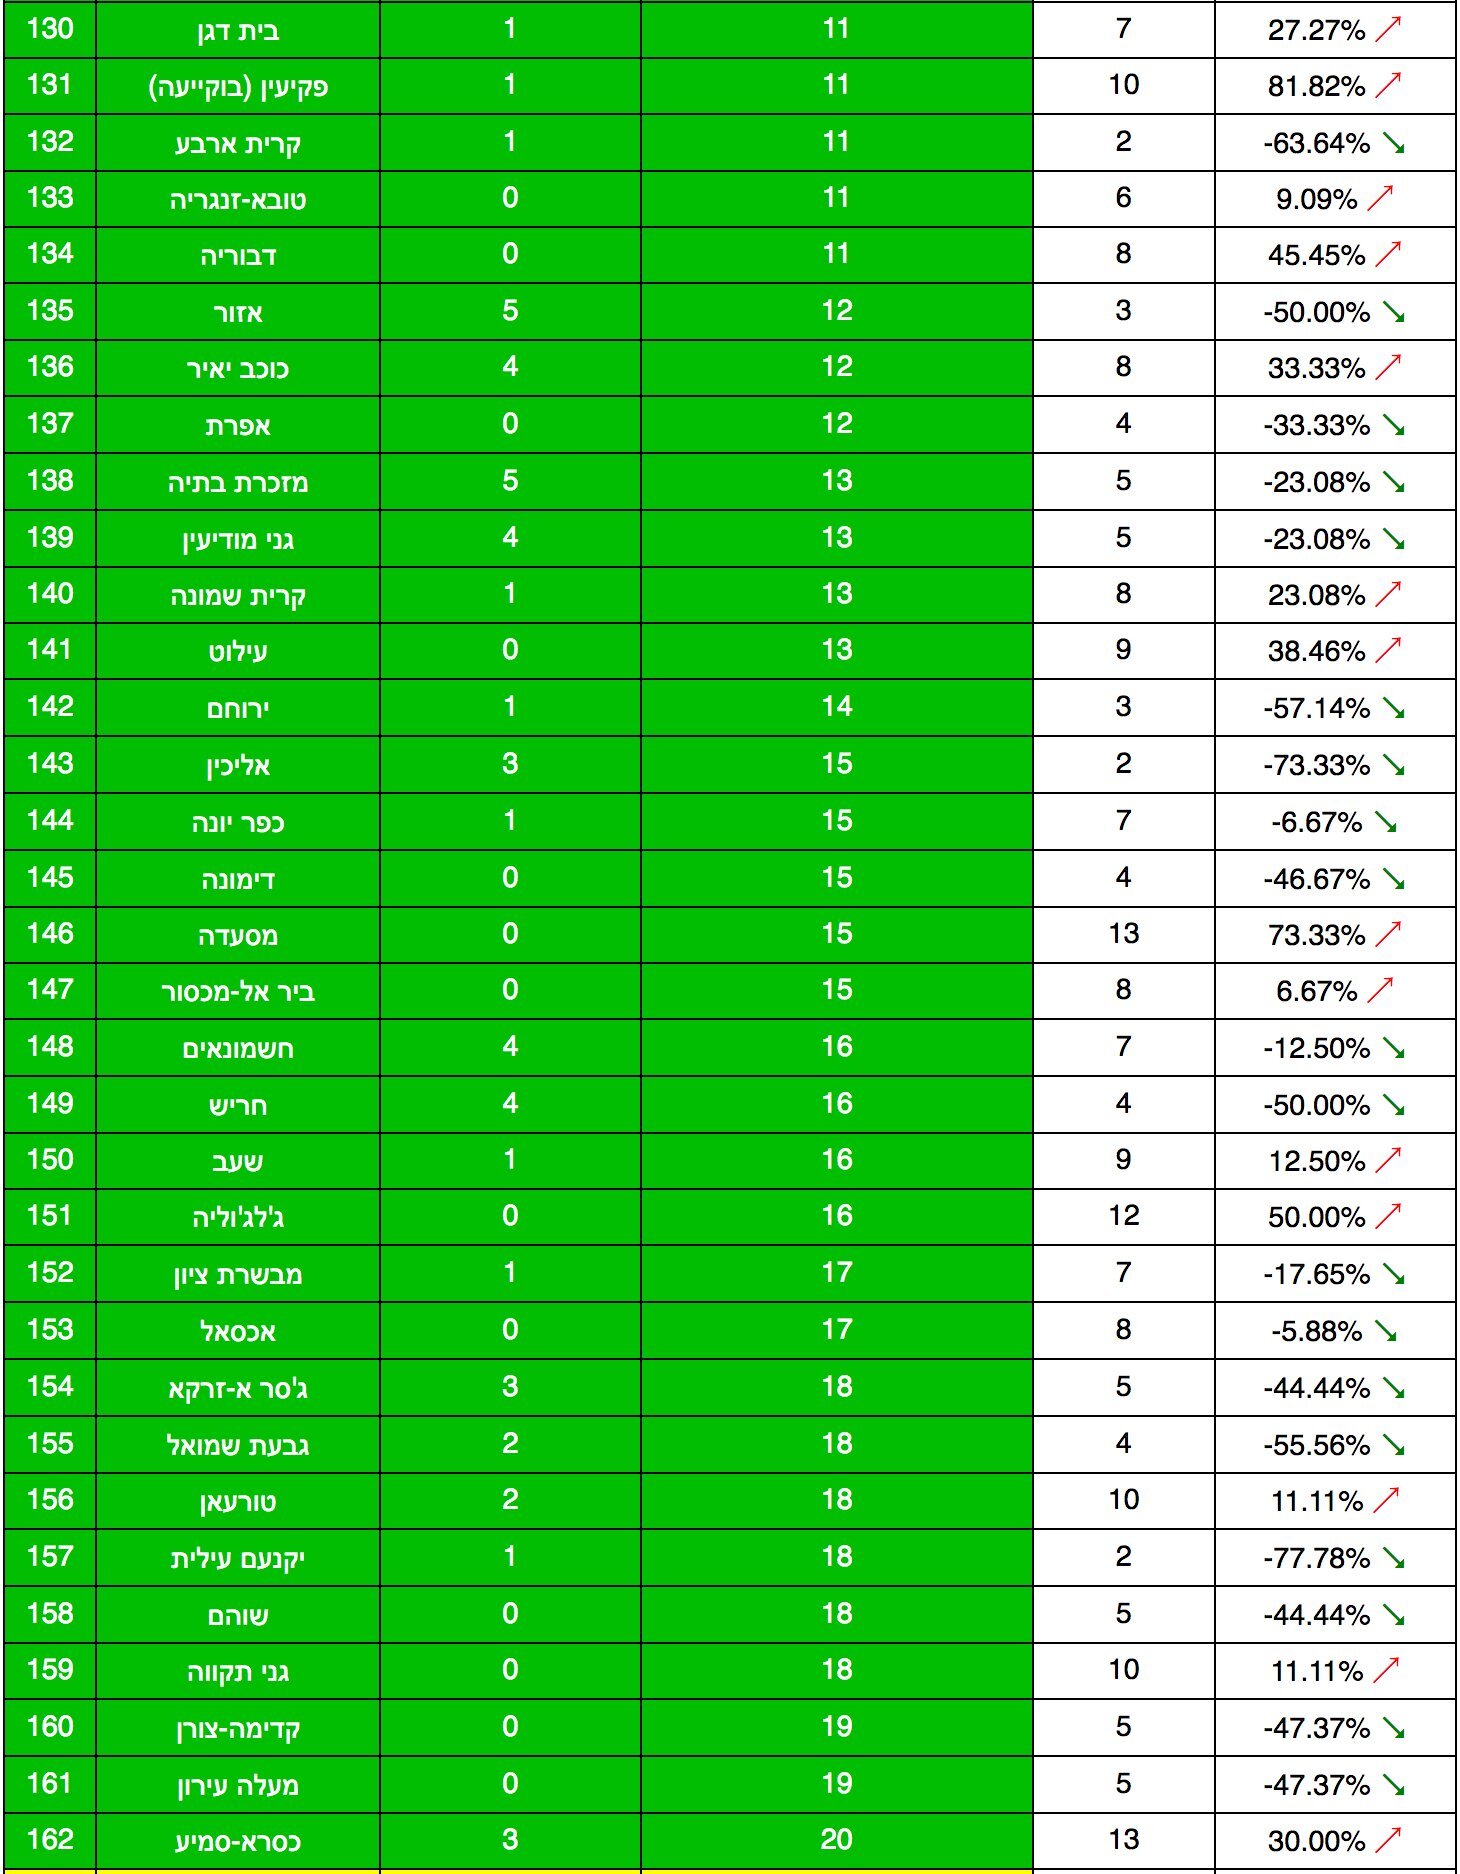 130 בית דגן 1 11 7 27.27% ↗
131 פקיעין (בוקייעה) 1 11 10 81.82% ↗
132 קרית ארבע 1 11 2 -63.64% ↘
133 טובא-זנגריה 0 11 6 9.09% ↗
134 דבוריה 0 11 8 45.45% ↗
135 אזור 5 12 3 -50.00% ↘
136 כוכב יאיר 4 12 8 33.33% ↗
137 אפרת 0 12 4 -33.33% ↘
138 מזכרת בתיה 5 13 5 -23.08% ↘
139 גני מודיעין 4 13 5 -23.08% ↘
140 קרית שמונה 1 13 8 23.08% ↗
141 עילוט 0 13 9 38.46% ↗
142 ירוחם 1 14 3 -57.14% ↘
143 אליכין 3 15 2 -73.33% ↘
144 כפר יונה 1 15 7 -6.67% ↘
145 דימונה 0 15 4 -46.67% ↘
146 מסעדה 0 15 13 73.33% ↗
147 ביר אל-מכסור 0 15 8 6.67% ↗
148 חשמונאים 4 16 7 -12.50% ↘
149 חריש 4 16 4 -50.00% ↘
150 שעב 1 16 9 12.50% ↗
151 ג'לג'וליה 0 16 12 50.00% ↗
152 מבשרת ציון 1 17 7 -17.65% ↘
153 אכסאל 0 17 8 -5.88% ↘
154 ג'סר א-זרקא 3 18 5 -44.44% ↘
155 גבעת שמואל 2 18 4 -55.56% ↘
156 טורעאן 2 18 10 11.11% ↗
157 יקנעם עילית 1 18 2 -77.78% ↘
158 שוהם 0 18 5 -44.44% ↘
159 גני תקווה 0 18 10 11.11% ↗
160 קדימה-צורן 0 19 5 -47.37% ↘
161 מעלה עירון 0 19 5 -47.37% ↘
162 כסרא-סמיע 3 20 13 30.00% ↗